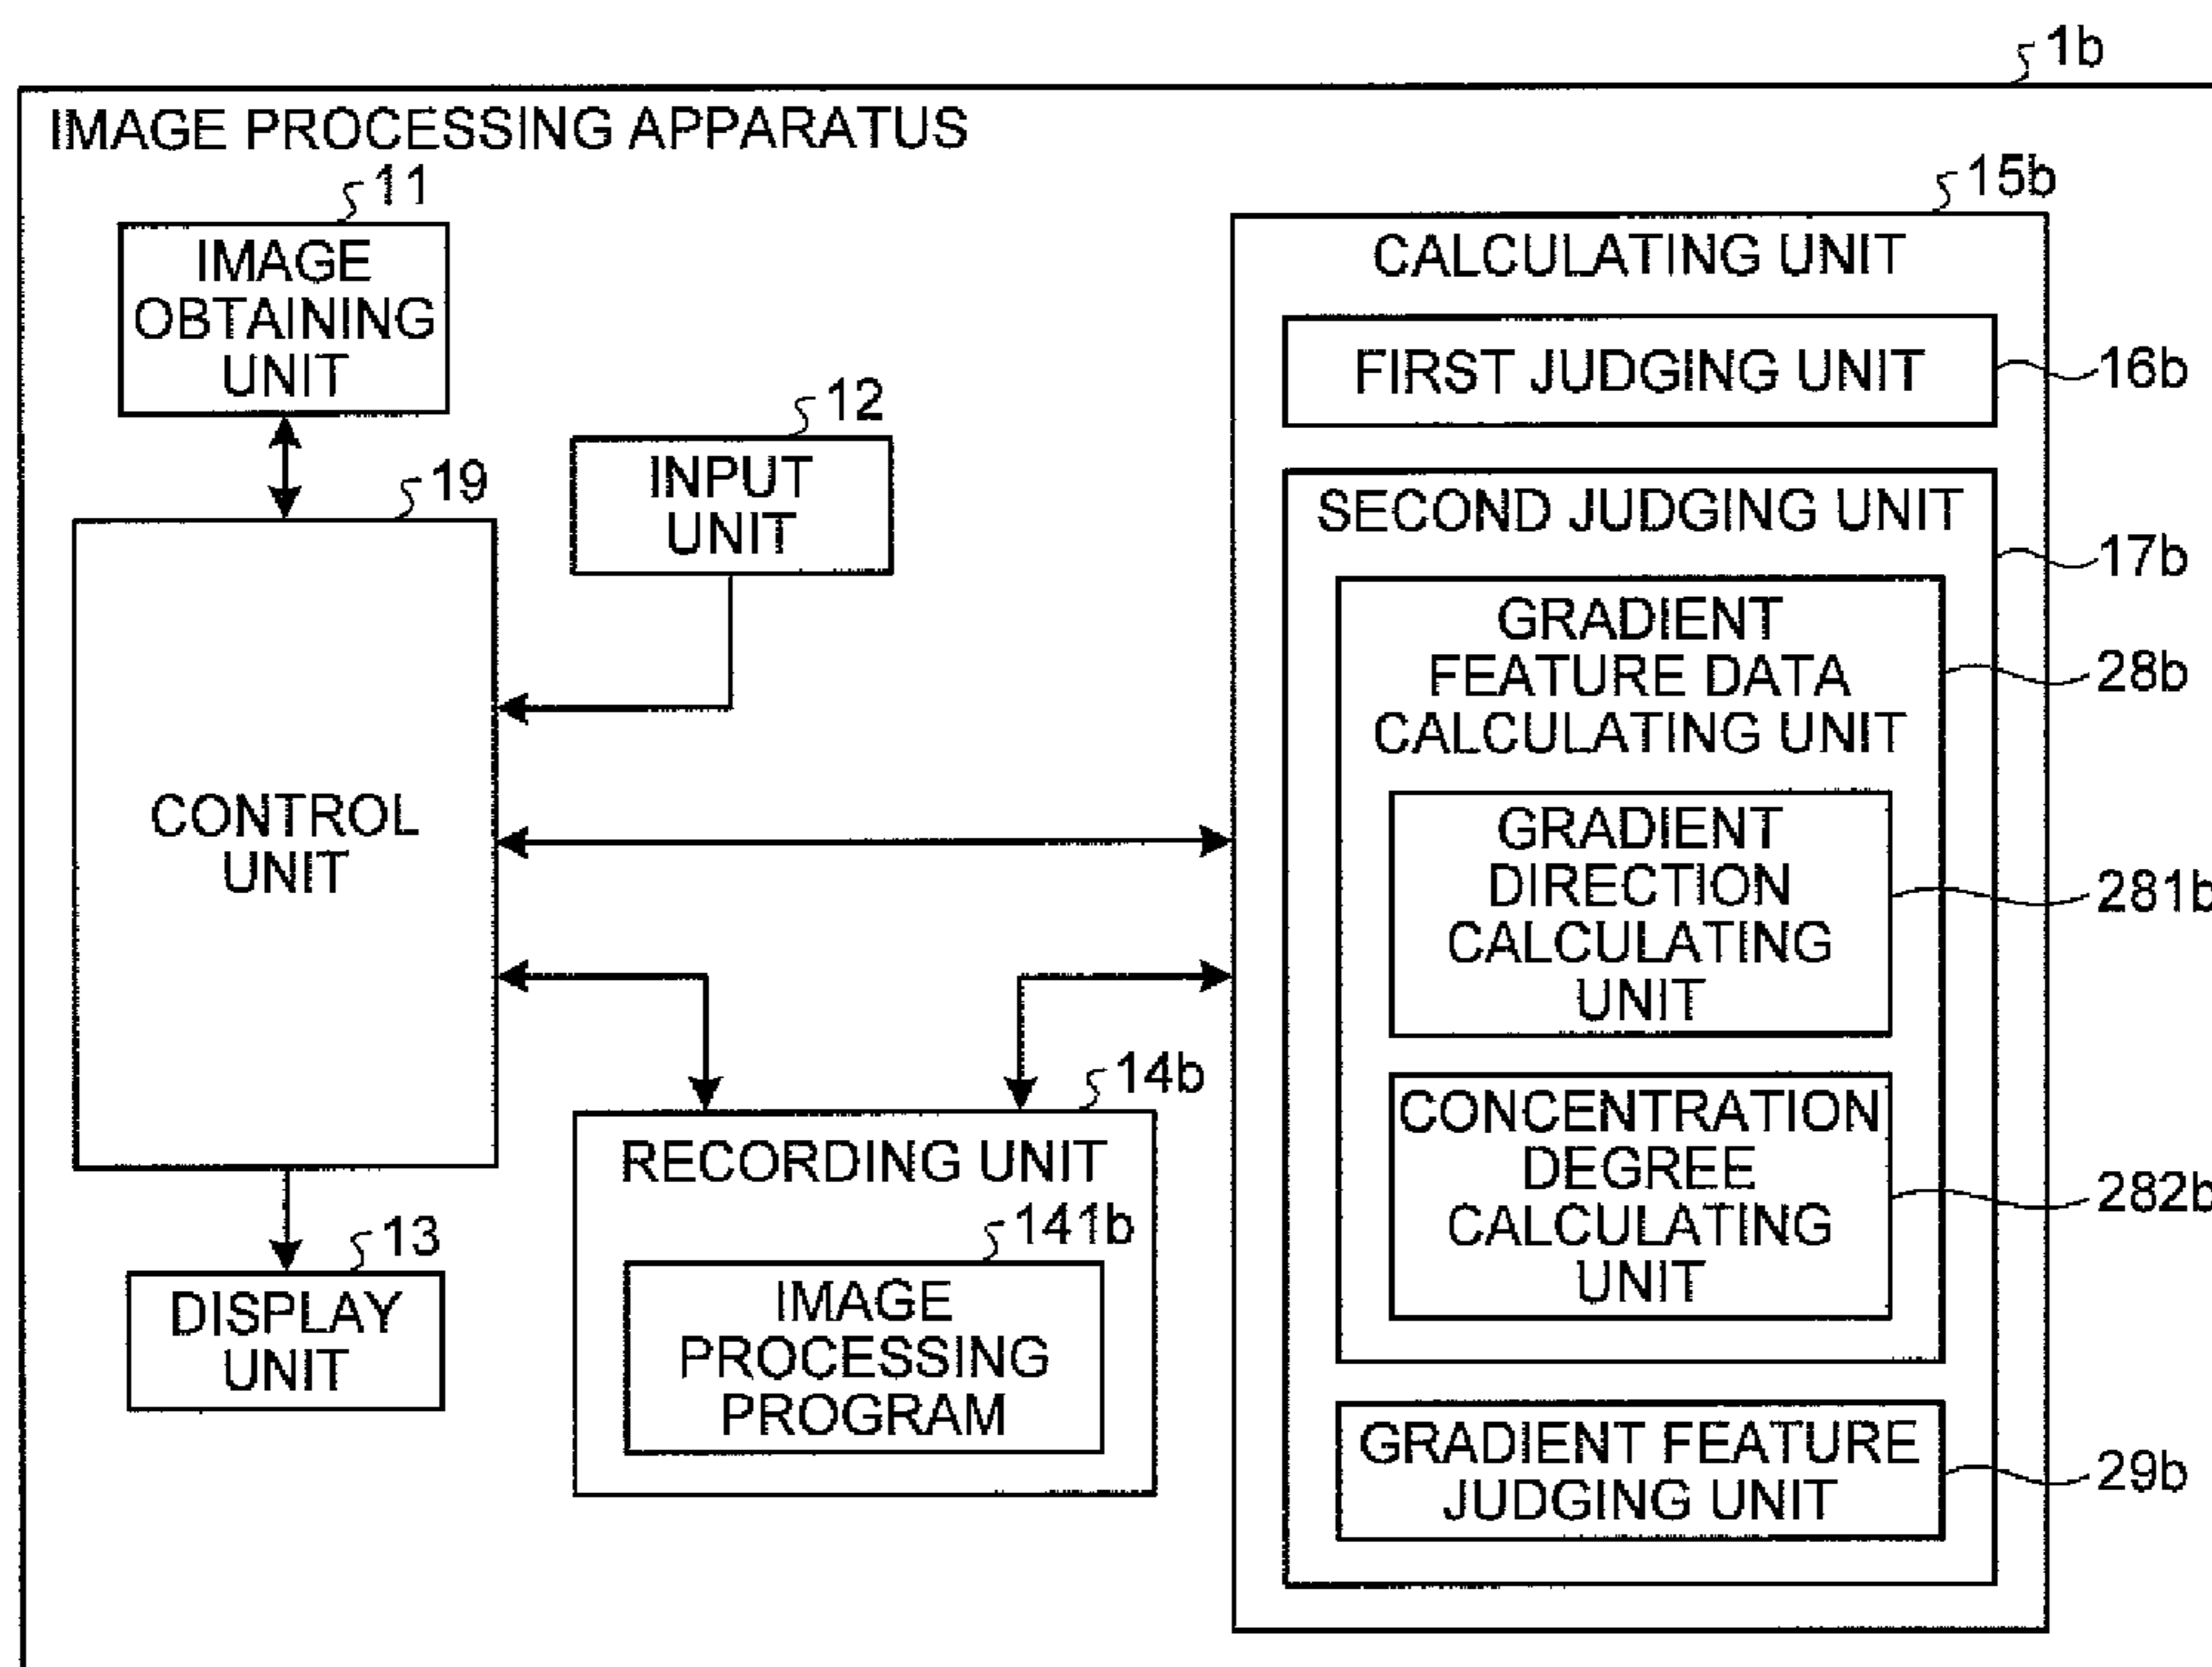 1b
IMAGE PROCESSING APPARATUS
11
IMAGE
OBTAINING
UNIT
12
INPUT
UNIT
19
CONTROL
UNIT
13
DISPLAY
UNIT
14b
RECORDING UNIT
141b
IMAGE
PROCESSING
PROGRAM
15b
CALCULATING UNIT
FIRST JUDGING UNIT
16b
SECOND JUDGING UNIT
17b
GRADIENT
FEATURE DATA
CALCULATING UNIT
28b
GRADIENT
DIRECTION
CALCULATING
UNIT
281b
CONCENTRATION
DEGREE
CALCULATING
UNIT
282b
GRADIENT FEATURE
JUDGING UNIT
29b